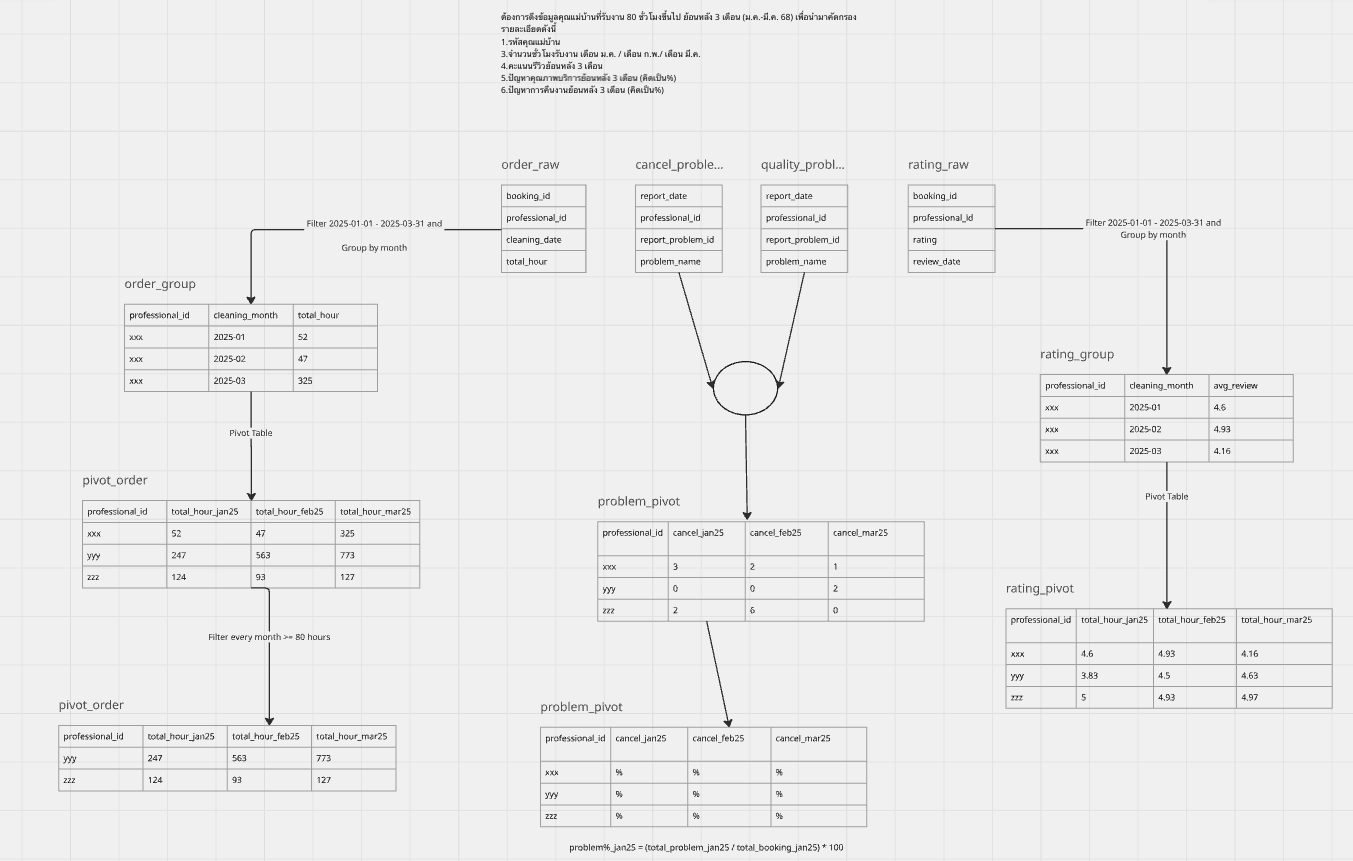 ต้องการดึงข้อมูลคุณแม่บ้านที่รับงาน 80 ชั่วโมงขึ้นไป ย้อนหลัง 3 เดือน (ม.ค.-มี.ค. 68) เพื่อนำมาคัดกรอง
รายละเอียดดังนี้
1.รหัสคุณแม่บ้าน
3.จำนวนชั่วโมงรับงาน เดือน ม.ค. / เดือน ก.พ./ เดือน มี.ค.
4.คะแนนรีวิวย้อนหลัง 3 เดือน
5.ปัญหาคุณภาพบริการย้อนหลัง 3 เดือน (คิดเป็น%)
6.ปัญหาการคืนงานย้อนหลัง 3 เดือน (คิดเป็น%)
order_raw
booking_id
professional_id
cleaning_date
total_hour
cancel_proble...
report_date
professional_id
report_problem_id
problem_name
quality_probl...
report_date
professional_id
report_problem_id
problem_name
rating_raw
booking_id
professional_id
rating
review_date
Filter 2025-01-01 - 2025-03-31 and
Group by month
Filter 2025-01-01 - 2025-03-31 and
Group by month
order_group
professional_id cleaning_month total_hour
xxx 2025-01 52
xxx 2025-02 47
xxx 2025-03 325
Pivot Table
pivot_order
professional_id total_hour_jan25 total_hour_feb25 total_hour_mar25
xxx 52 47 325
yyy 247 563 773
zzz 124 93 127
Filter every month >= 80 hours
pivot_order
professional_id total_hour_jan25 total_hour_feb25 total_hour_mar25
yyy 247 563 773
zzz 124 93 127
problem_pivot
professional_id cancel_jan25 cancel_feb25 cancel_mar25
xxx 3 2 1
yyy 0 0 2
zzz 2 6 0
problem_pivot
professional_id cancel_jan25 cancel_feb25 cancel_mar25
xxx % % %
yyy % % %
zzz % % %
problem%_jan25 = (total_problem_jan25 / total_booking_jan25) * 100
rating_group
professional_id cleaning_month avg_review
xxx 2025-01 4.6
xxx 2025-02 4.93
xxx 2025-03 4.16
Pivot Table
rating_pivot
professional_id total_hour_jan25 total_hour_feb25 total_hour_mar25
xxx 4.6 4.93 4.16
yyy 3.83 4.5 4.63
zzz 5 4.93 4.97